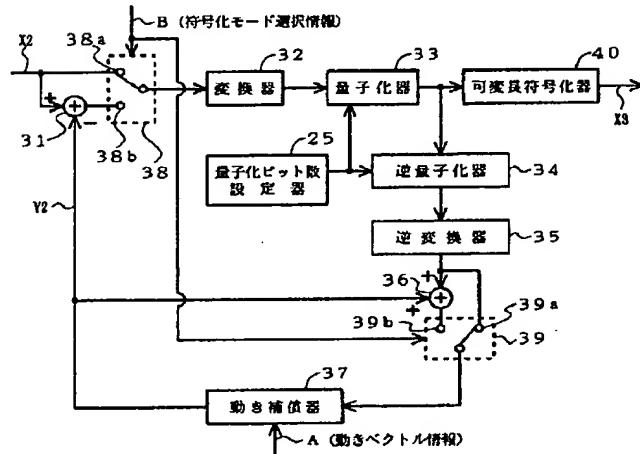 B (符号化モード選択情報)
X2
38a
32
33
40
変換器
量子化器
可変長符号化器
X3
31
38b
38
25
量子化ビット数
設定器
逆量子化器
34
Y2
逆変換器
35
36
39a
39b
39
37
動き補償器
A (動きベクトル情報)